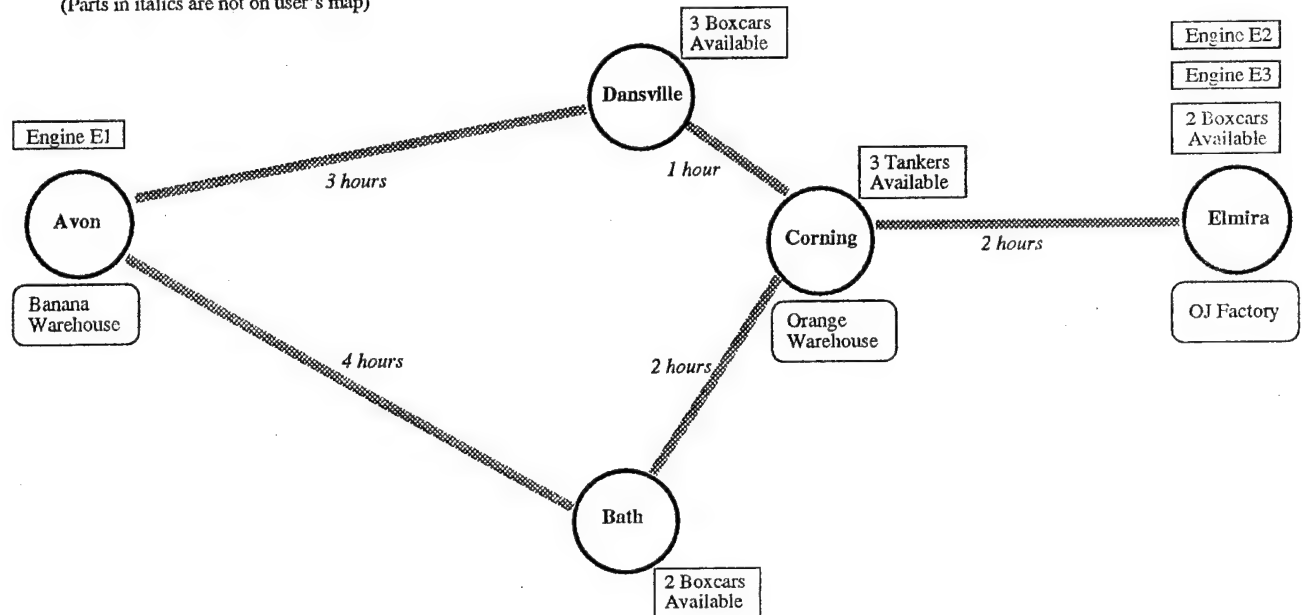 (Parts in italics are not on user's map)
3 Boxcars
Available
Engine E2
Engine E3
2 Boxcars
Available
Dansville
Engine E1
3 hours
1 hour
3 Tankers
Available
Avon
Corning
2 hours
Elmira
Banana
Warehouse
Orange
Warehouse
OJ Factory
4 hours
2 hours
Bath
2 Boxcars
Available